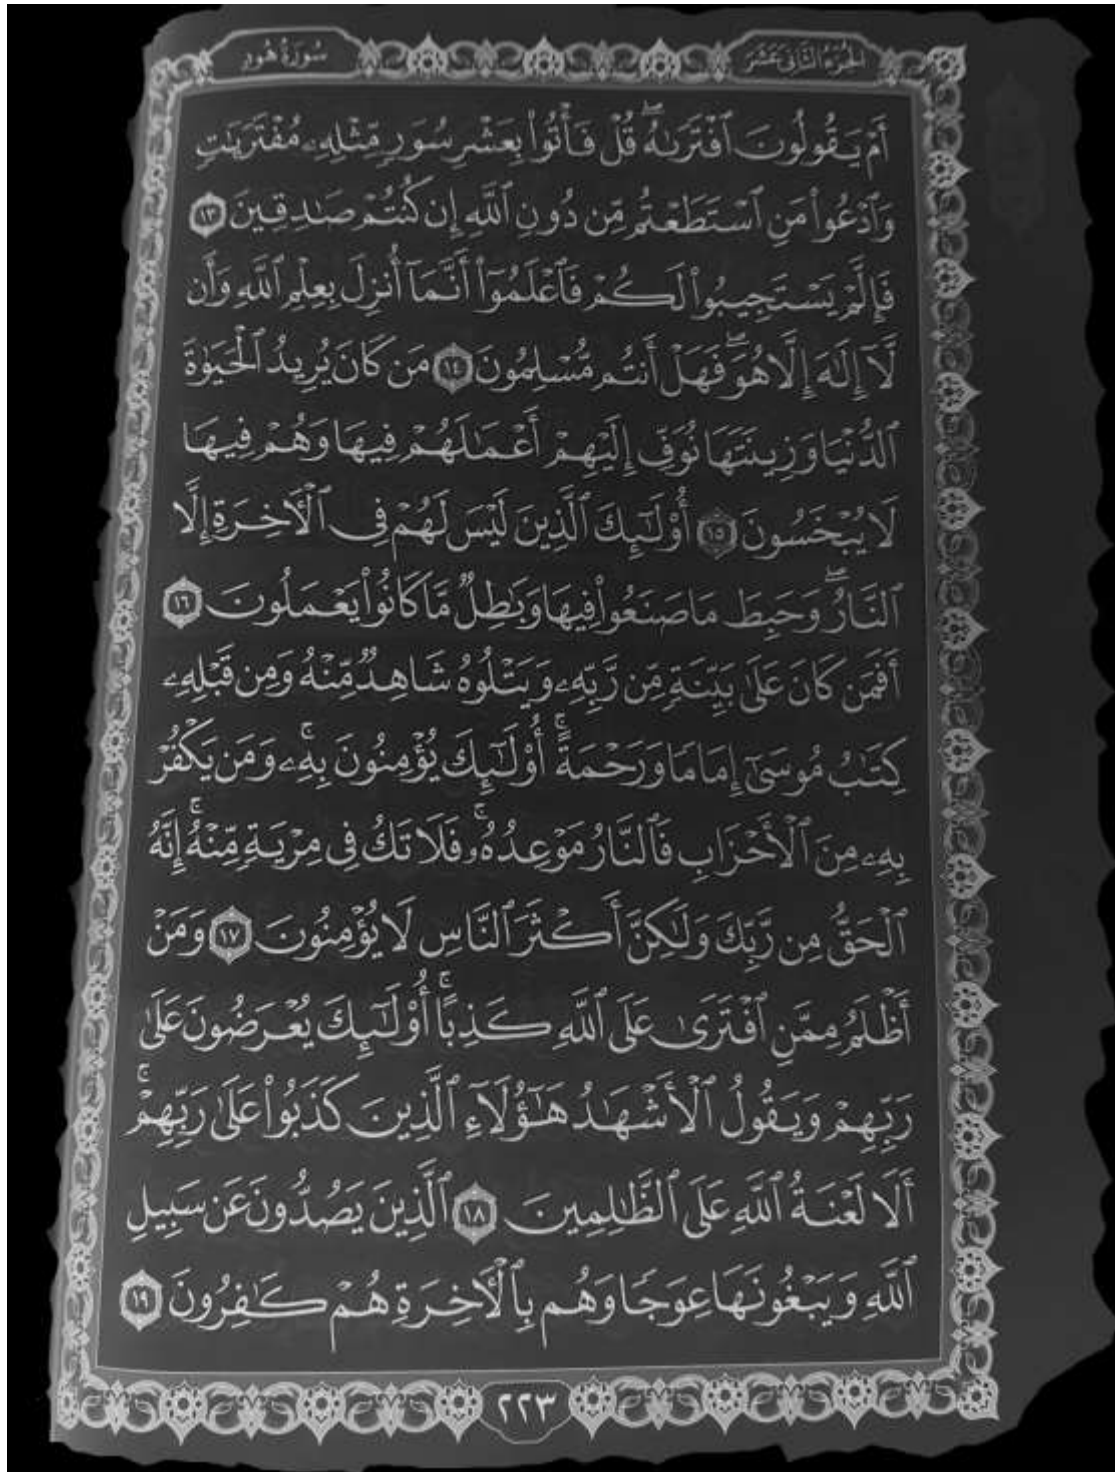 الجزء الثاني عشر
سورة هود
أَمْ يَقُولُونَ ٱفْتَرَىٰهُۖ قُلْ فَأْتُوا۟ بِعَشْرِ سُوَرٍ مِّثْلِهِۦ مُفْتَرَيَٰتٍ
وَٱدْعُوا۟ مَنِ ٱسْتَطَعْتُم مِّن دُونِ ٱللَّهِ إِن كُنتُمْ صَٰدِقِينَ ١٣
فَإِلَّمْ يَسْتَجِيبُوا۟ لَكُمْ فَٱعْلَمُوٓا۟ أَنَّمَآ أُنزِلَ بِعِلْمِ ٱللَّهِ وَأَن
لَّآ إِلَٰهَ إِلَّا هُوَۖ فَهَلْ أَنتُم مُّسْلِمُونَ ١٤ مَن كَانَ يُرِيدُ ٱلْحَيَوٰةَ
ٱلدُّنْيَا وَزِينَتَهَا نُوَفِّ إِلَيْهِمْ أَعْمَٰلَهُمْ فِيهَا وَهُمْ فِيهَا
لَا يُبْخَسُونَ ١٥ أُو۟لَٰٓئِكَ ٱلَّذِينَ لَيْسَ لَهُمْ فِى ٱلْءَاخِرَةِ إِلَّا
ٱلنَّارُۖ وَحَبِطَ مَا صَنَعُوا۟ فِيهَا وَبَٰطِلٌ مَّا كَانُوا۟ يَعْمَلُونَ ١٦
أَفَمَن كَانَ عَلَىٰ بَيِّنَةٍ مِّن رَّبِّهِۦ وَيَتْلُوهُ شَاهِدٌ مِّنْهُ وَمِن قَبْلِهِۦ
كِتَٰبُ مُوسَىٰٓ إِمَامًا وَرَحْمَةًۚ أُو۟لَٰٓئِكَ يُؤْمِنُونَ بِهِۦۚ وَمَن يَكْفُرْ
بِهِۦ مِنَ ٱلْأَحْزَابِ فَٱلنَّارُ مَوْعِدُهُۥۚ فَلَا تَكُ فِى مِرْيَةٍ مِّنْهُۚ إِنَّهُ
ٱلْحَقُّ مِن رَّبِّكَ وَلَٰكِنَّ أَكْثَرَ ٱلنَّاسِ لَا يُؤْمِنُونَ ١٧ وَمَنْ
أَظْلَمُ مِمَّنِ ٱفْتَرَىٰ عَلَى ٱللَّهِ كَذِبًاۚ أُو۟لَٰٓئِكَ يُعْرَضُونَ عَلَىٰ
رَبِّهِمْ وَيَقُولُ ٱلْأَشْهَٰدُ هَٰٓؤُلَآءِ ٱلَّذِينَ كَذَبُوا۟ عَلَىٰ رَبِّهِمْۚ
أَلَا لَعْنَةُ ٱللَّهِ عَلَى ٱلظَّٰلِمِينَ ١٨ ٱلَّذِينَ يَصُدُّونَ عَن سَبِيلِ
ٱللَّهِ وَيَبْغُونَهَا عِوَجًا وَهُم بِٱلْءَاخِرَةِ هُمْ كَٰفِرُونَ ١٩
٢٢٣